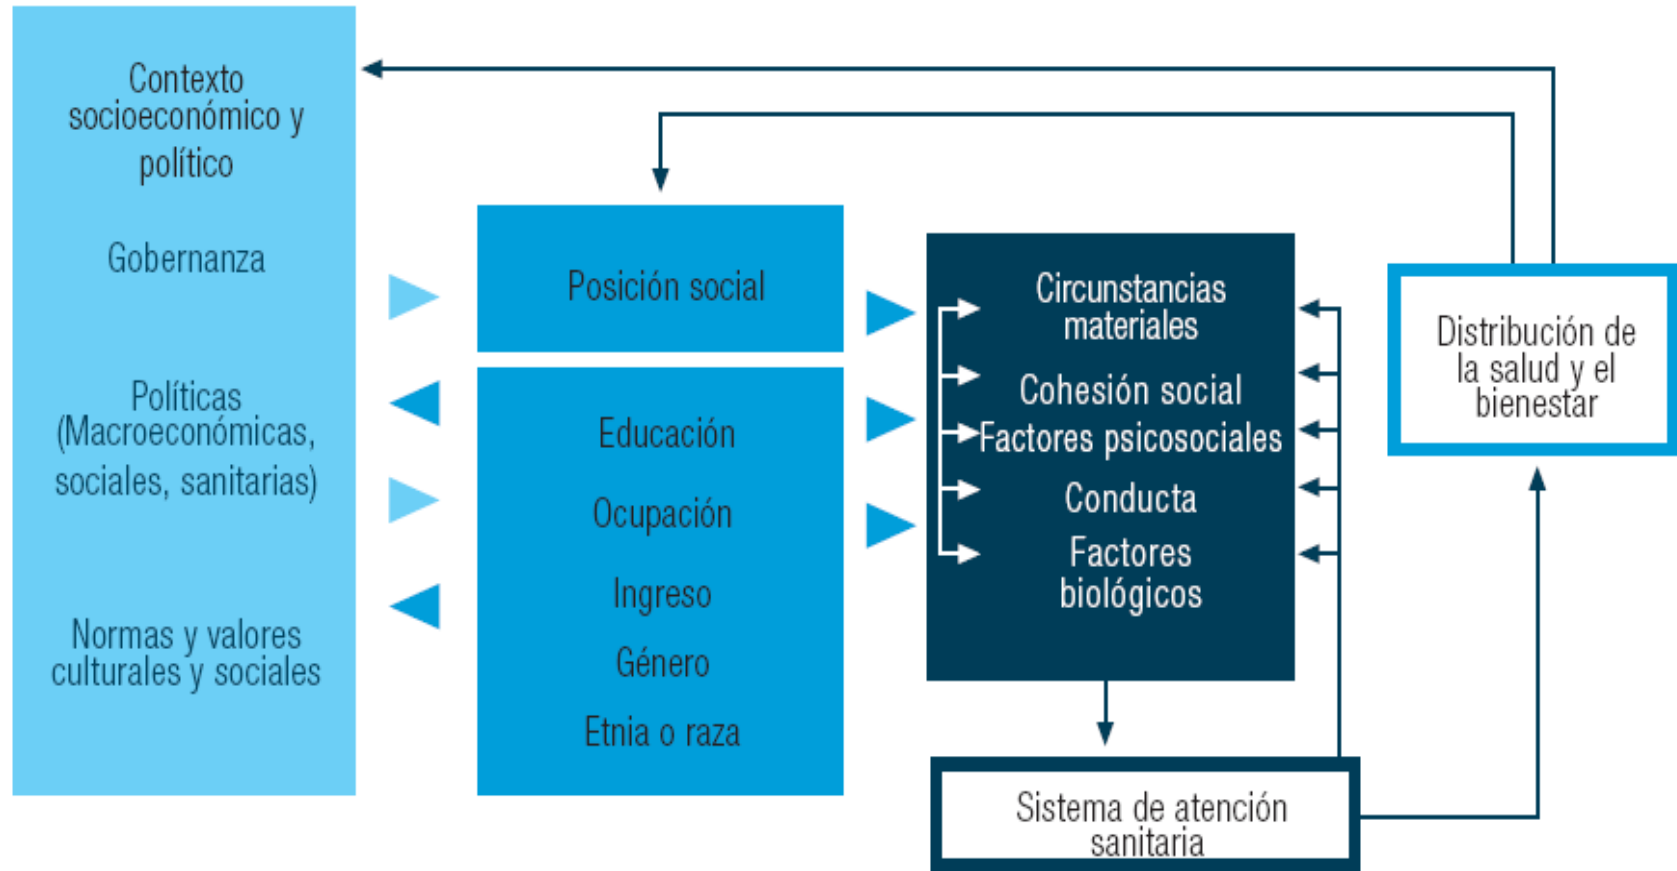 Contexto
socioeconómico y
político
Gobernanza
Políticas
(Macroeconómicas,
sociales, sanitarias)
Normas y valores
culturales y sociales
Posición social
Educación
Ocupación
Ingreso
Género
Etnia o raza
Circunstancias
materiales
Cohesión social
Factores psicosociales
Conducta
Factores
biológicos
Sistema de atención
sanitaria
Distribución de
la salud y el
bienestar